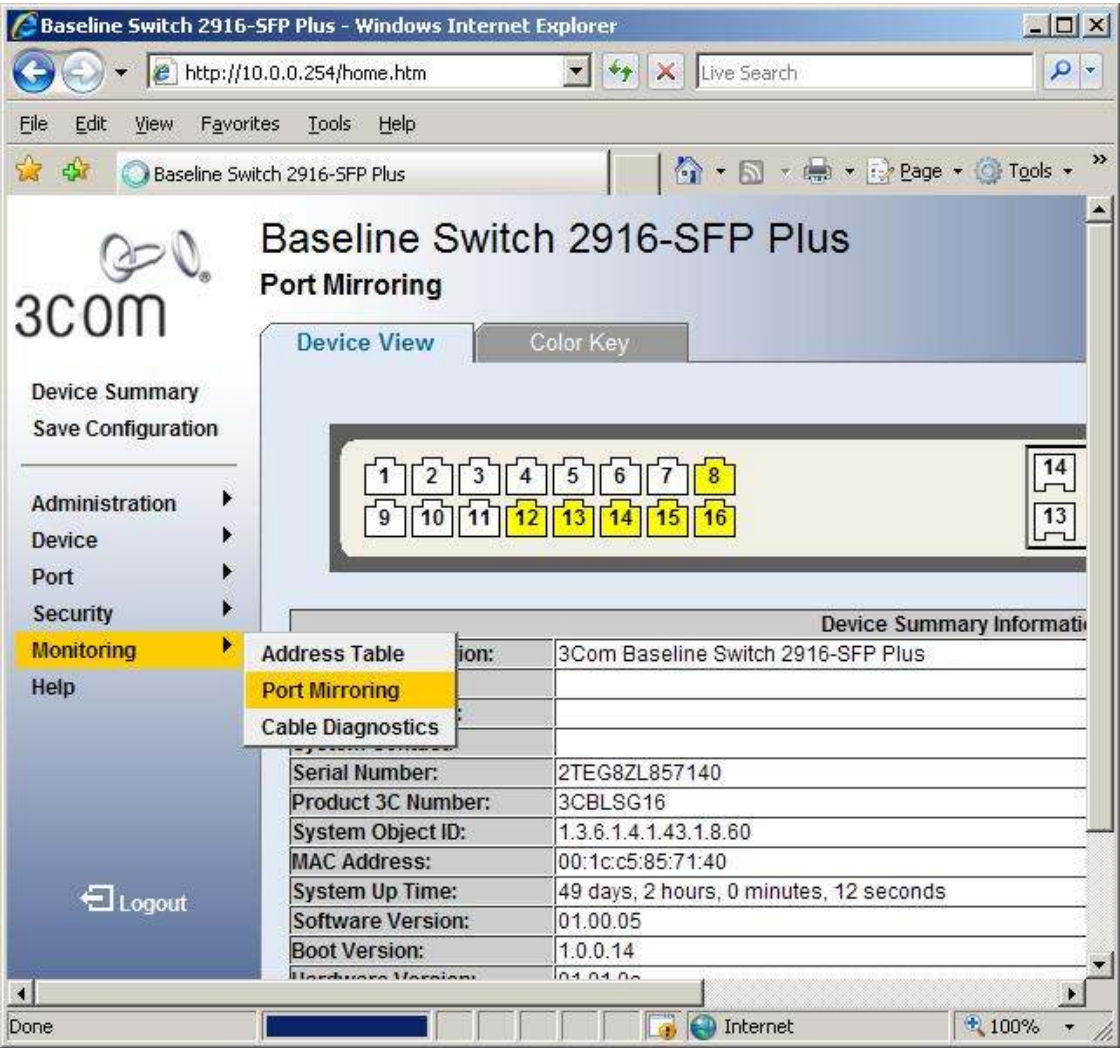 Baseline Switch 2916-SFP Plus - Windows Internet Explorer
http://10.0.0.254/home.htm
Live Search
File Edit View Favorites Tools Help
Baseline Switch 2916-SFP Plus
Page Tools »
3COM
Baseline Switch 2916-SFP Plus
Port Mirroring
Device View Color Key
Device Summary
Save Configuration
Administration
Device
Port
Security
Monitoring
Help
Logout
Address Table
Port Mirroring
Cable Diagnostics
1 2 3 4 5 6 7 8
9 10 11 12 13 14 15 16
14
13
Device Summary Informati
ion: 3Com Baseline Switch 2916-SFP Plus
Serial Number: 2TEG8ZL857140
Product 3C Number: 3CBLSG16
System Object ID: 1.3.6.1.4.1.43.1.8.60
MAC Address: 00:1c:c5:85:71:40
System Up Time: 49 days, 2 hours, 0 minutes, 12 seconds
Software Version: 01.00.05
Boot Version: 1.0.0.14
Done
Internet
100%